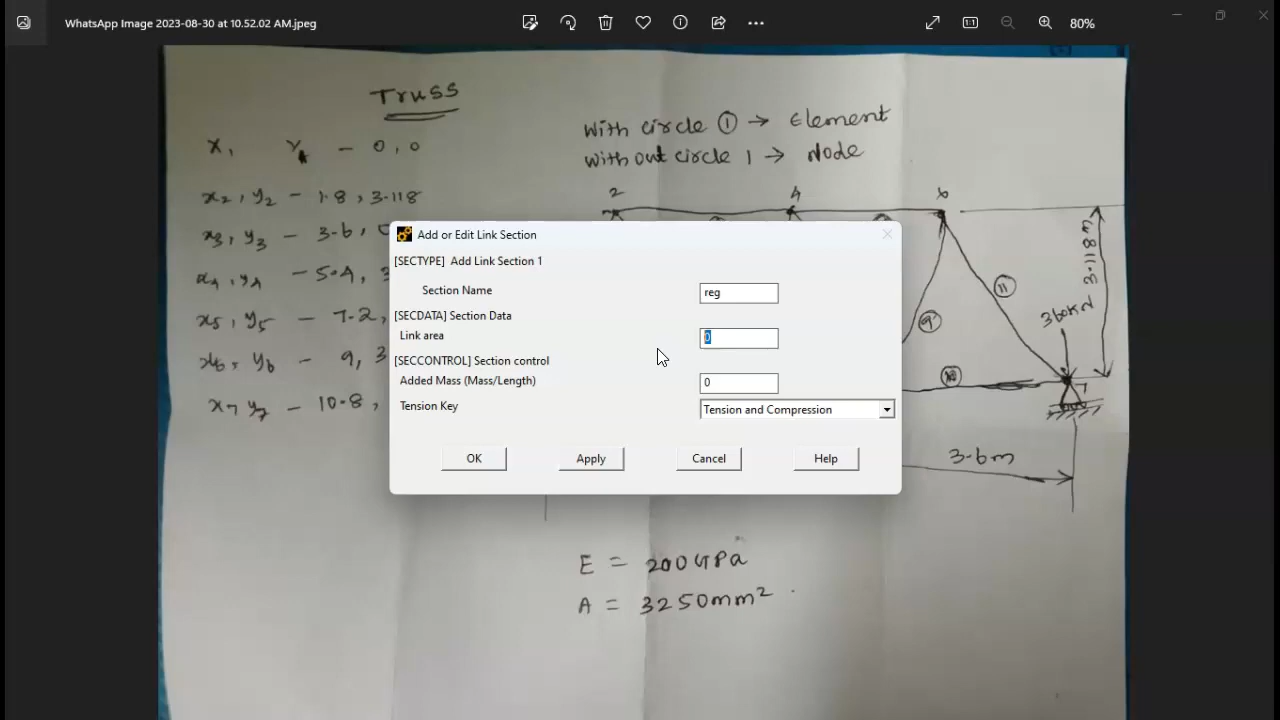 WhatsApp Image 2023-08-30 at 10.52.02 AM.jpeg
80%
Truss
With circle ① → Element
Without circle 1 → Node
x₁ y₁ - 0,0
x₂, y₂ - 1.8, 3.118
x₃, y₃ - 3.6,
x₄, y₄ - 5.4, 3
x₅, y₅ - 7.2,
x₆, y₆ - 9, 3
x₇ y₇ - 10.8,
2 4 6
3.118m
11
360KN
9
10
7
3.6m
Add or Edit Link Section
[SECTYPE] Add Link Section 1
Section Name reg
[SECDATA] Section Data
Link area 0
[SECCONTROL] Section control
Added Mass (Mass/Length) 0
Tension Key Tension and Compression
OK Apply Cancel Help
E = 200GPa
A = 3250mm²